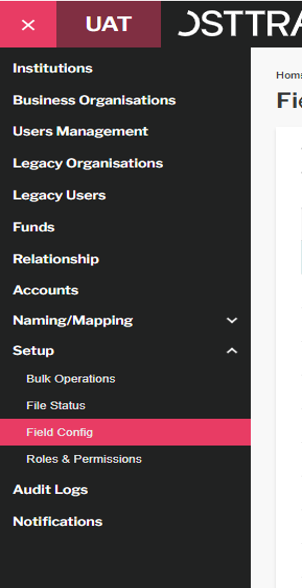 UAT
OSTTRA
Institutions
Business Organisations
Users Management
Legacy Organisations
Legacy Users
Funds
Relationship
Accounts
Naming/Mapping
Setup
Bulk Operations
File Status
Field Config
Roles & Permissions
Audit Logs
Notifications